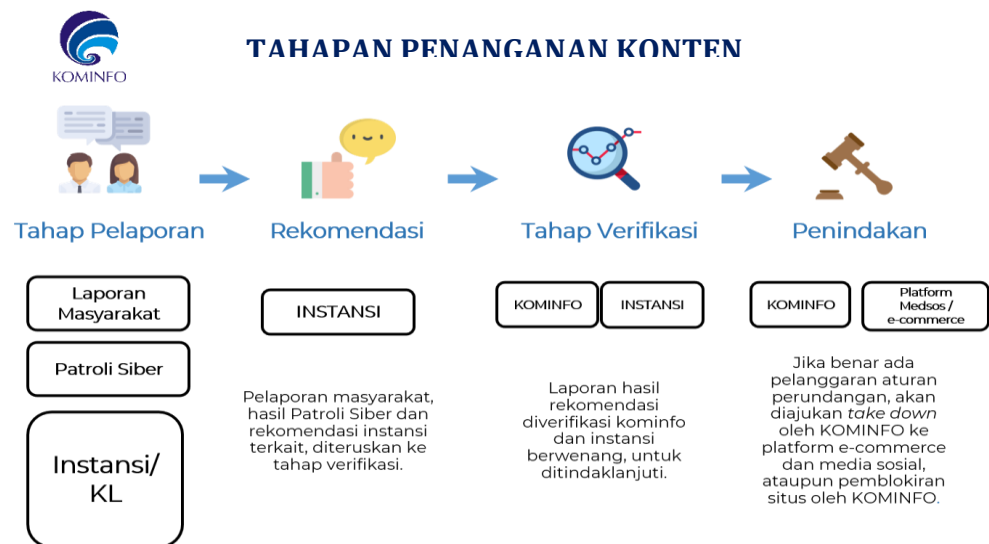 KOMINFO
TAHAPAN PENANGANAN KONTEN
Tahap Pelaporan
Laporan
Masyarakat
Patroli Siber
Instansi/
KL
Rekomendasi
INSTANSI
Pelaporan masyarakat,
hasil Patroli Siber dan
rekomendasi instansi
terkait, diteruskan ke
tahap verifikasi.
Tahap Verifikasi
KOMINFO
INSTANSI
Laporan hasil
rekomendasi
diverifikasi kominfo
dan instansi
berwenang, untuk
ditindaklanjuti.
Penindakan
KOMINFO
Platform
Medsos /
e-commerce
Jika benar ada
pelanggaran aturan
perundangan, akan
diajukan take down
oleh KOMINFO ke
platform e-commerce
dan media sosial,
ataupun pemblokiran
situs oleh KOMINFO.